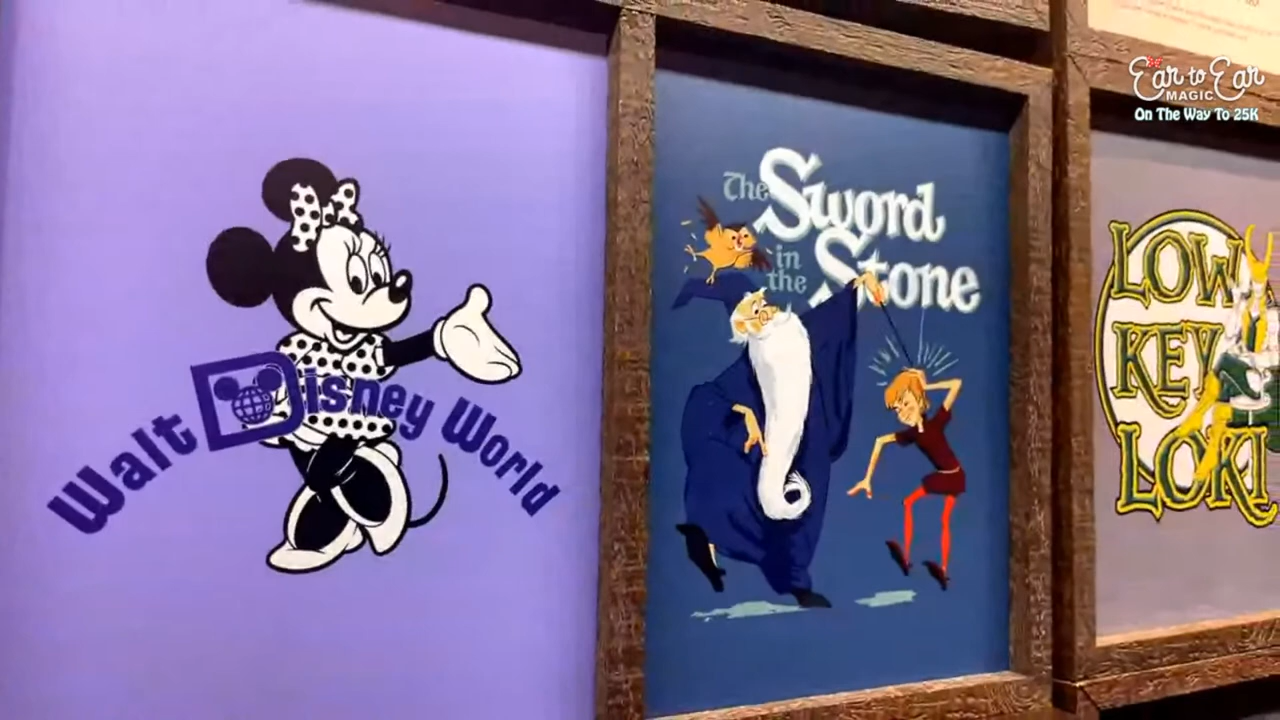 Walt Disney World
The Sword
in
the Stone
LOW
KEY
LOKI
Ear to Ear
MAGIC
On The Way To 25K